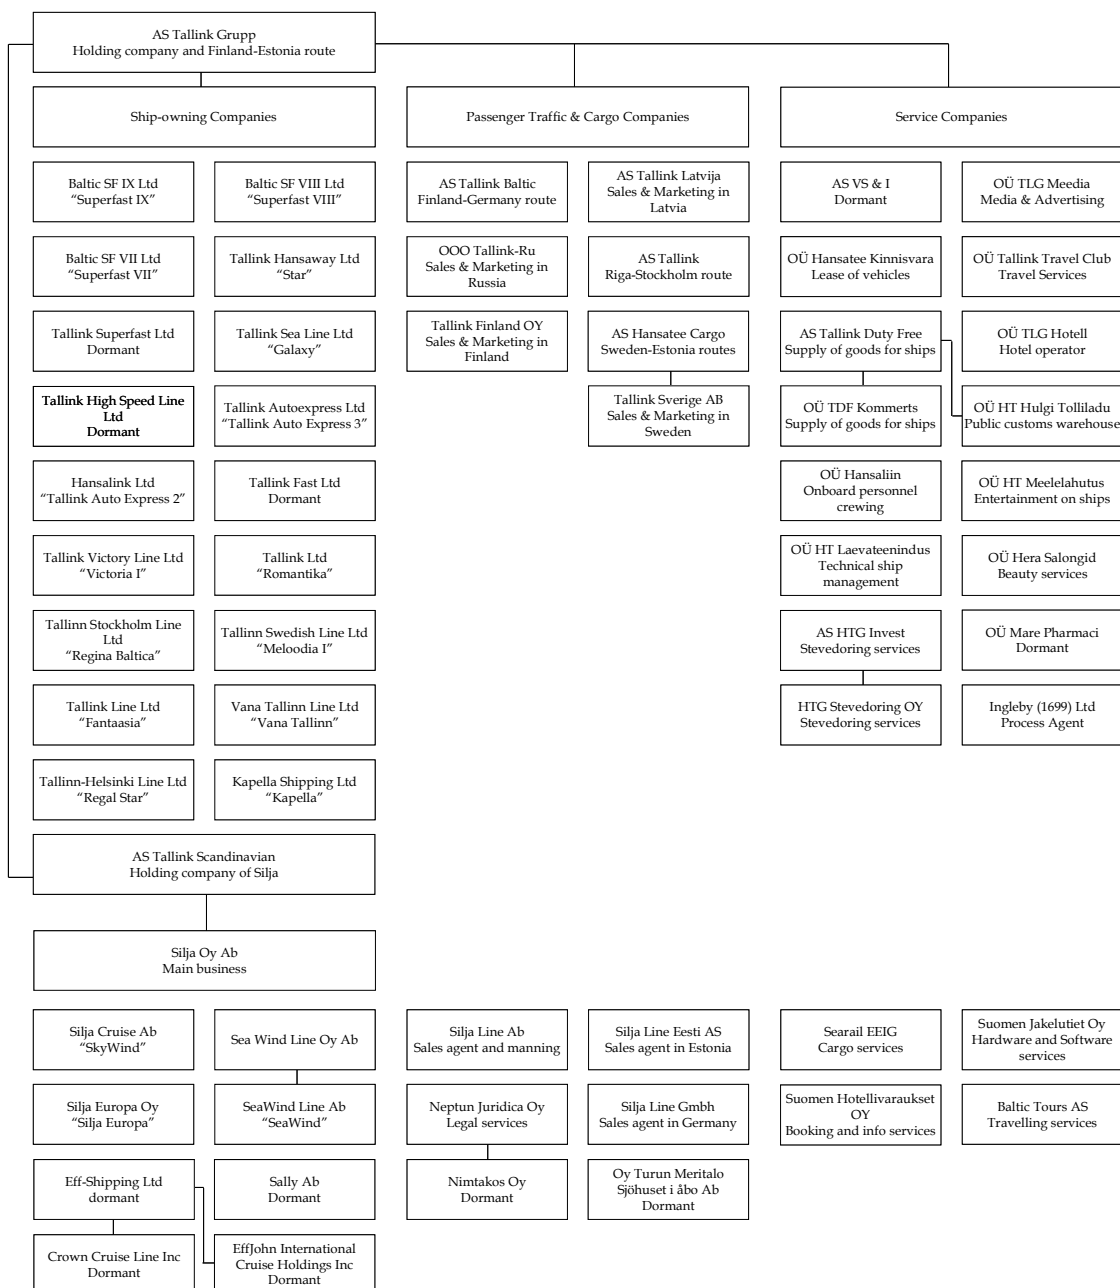 AS Tallink Grupp
Holding company and Finland-Estonia route
Ship-owning Companies
Passenger Traffic & Cargo Companies
Service Companies
Baltic SF IX Ltd
“Superfast IX”
Baltic SF VIII Ltd
“Superfast VIII”
AS Tallink Baltic
Finland-Germany route
AS Tallink Latvija
Sales & Marketing in
Latvia
AS VS & I
Dormant
OÜ TLG Meedia
Media & Advertising
Baltic SF VII Ltd
“Superfast VII”
Tallink Hansaway Ltd
“Star”
OOO Tallink-Ru
Sales & Marketing in
Russia
AS Tallink
Riga-Stockholm route
OÜ Hansatee Kinnisvara
Lease of vehicles
OÜ Tallink Travel Club
Travel Services
Tallink Superfast Ltd
Dormant
Tallink Sea Line Ltd
“Galaxy”
Tallink Finland OY
Sales & Marketing in
Finland
AS Hansatee Cargo
Sweden-Estonia routes
AS Tallink Duty Free
Supply of goods for ships
OÜ TLG Hotell
Hotel operator
Tallink High Speed Line
Ltd
Dormant
Tallink Autoexpress Ltd
“Tallink Auto Express 3”
Tallink Sverige AB
Sales & Marketing in
Sweden
OÜ TDF Kommerts
Supply of goods for ships
OÜ HT Hulgi Tolliladu
Public customs warehouse
Hansalink Ltd
“Tallink Auto Express 2”
Tallink Fast Ltd
Dormant
OÜ Hansaliin
Onboard personnel
crewing
OÜ HT Meelelahutus
Entertainment on ships
Tallink Victory Line Ltd
“Victoria I”
Tallink Ltd
“Romantika”
OÜ HT Laevateenindus
Technical ship
management
OÜ Hera Salongid
Beauty services
Tallinn Stockholm Line
Ltd
“Regina Baltica”
Tallinn Swedish Line Ltd
“Meloodia I”
AS HTG Invest
Stevedoring services
OÜ Mare Pharmaci
Dormant
Tallink Line Ltd
“Fantaasia”
Vana Tallinn Line Ltd
“Vana Tallinn”
HTG Stevedoring OY
Stevedoring services
Ingleby (1699) Ltd
Process Agent
Tallinn-Helsinki Line Ltd
“Regal Star”
Kapella Shipping Ltd
“Kapella”
AS Tallink Scandinavian
Holding company of Silja
Silja Oy Ab
Main business
Silja Cruise Ab
“SkyWind”
Sea Wind Line Oy Ab
Silja Line Ab
Sales agent and manning
Silja Line Eesti AS
Sales agent in Estonia
Searail EEIG
Cargo services
Suomen Jakelutiet Oy
Hardware and Software
services
Silja Europa Oy
“Silja Europa”
SeaWind Line Ab
“SeaWind”
Neptun Juridica Oy
Legal services
Silja Line Gmbh
Sales agent in Germany
Suomen Hotellivaraukset
OY
Booking and info services
Baltic Tours AS
Travelling services
Eff-Shipping Ltd
dormant
Sally Ab
Dormant
Nimtakos Oy
Dormant
Oy Turun Meritalo
Sjöhuset i åbo Ab
Dormant
Crown Cruise Line Inc
Dormant
EffJohn International
Cruise Holdings Inc
Dormant